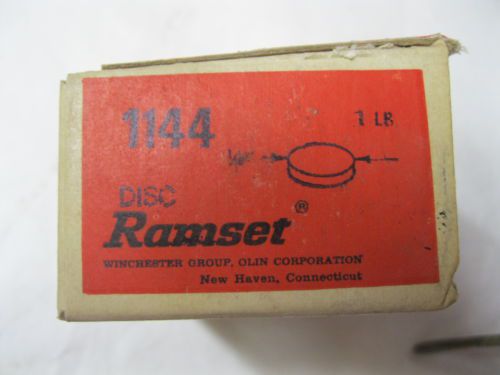 1144 1 LB
DISC
Ramset ®
WINCHESTER GROUP, OLIN CORPORATION
New Haven, Connecticut